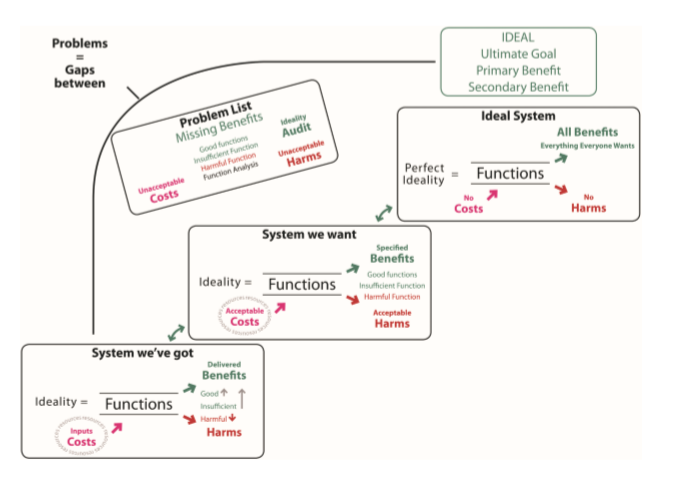 Problems
=
Gaps
between
IDEAL
Ultimate Goal
Primary Benefit
Secondary Benefit
Problem List
Missing Benefits
Good functions
Insufficient Function
Harmful Function
Function Analysis
Ideality
Audit
Unacceptable
Harms
Unacceptable
Costs
Ideal System
All Benefits
Everything Everyone Wants
Perfect
Ideality
=
Functions
No
Costs
No
Harms
System we want
Specified
Benefits
Ideality =
Functions
Good functions
Insufficient Function
Harmful Function
Acceptable
Costs
Acceptable
Harms
System we've got
Delivered
Benefits
Ideality =
Functions
Good
Insufficient
Harmful
Inputs
Costs
Harms